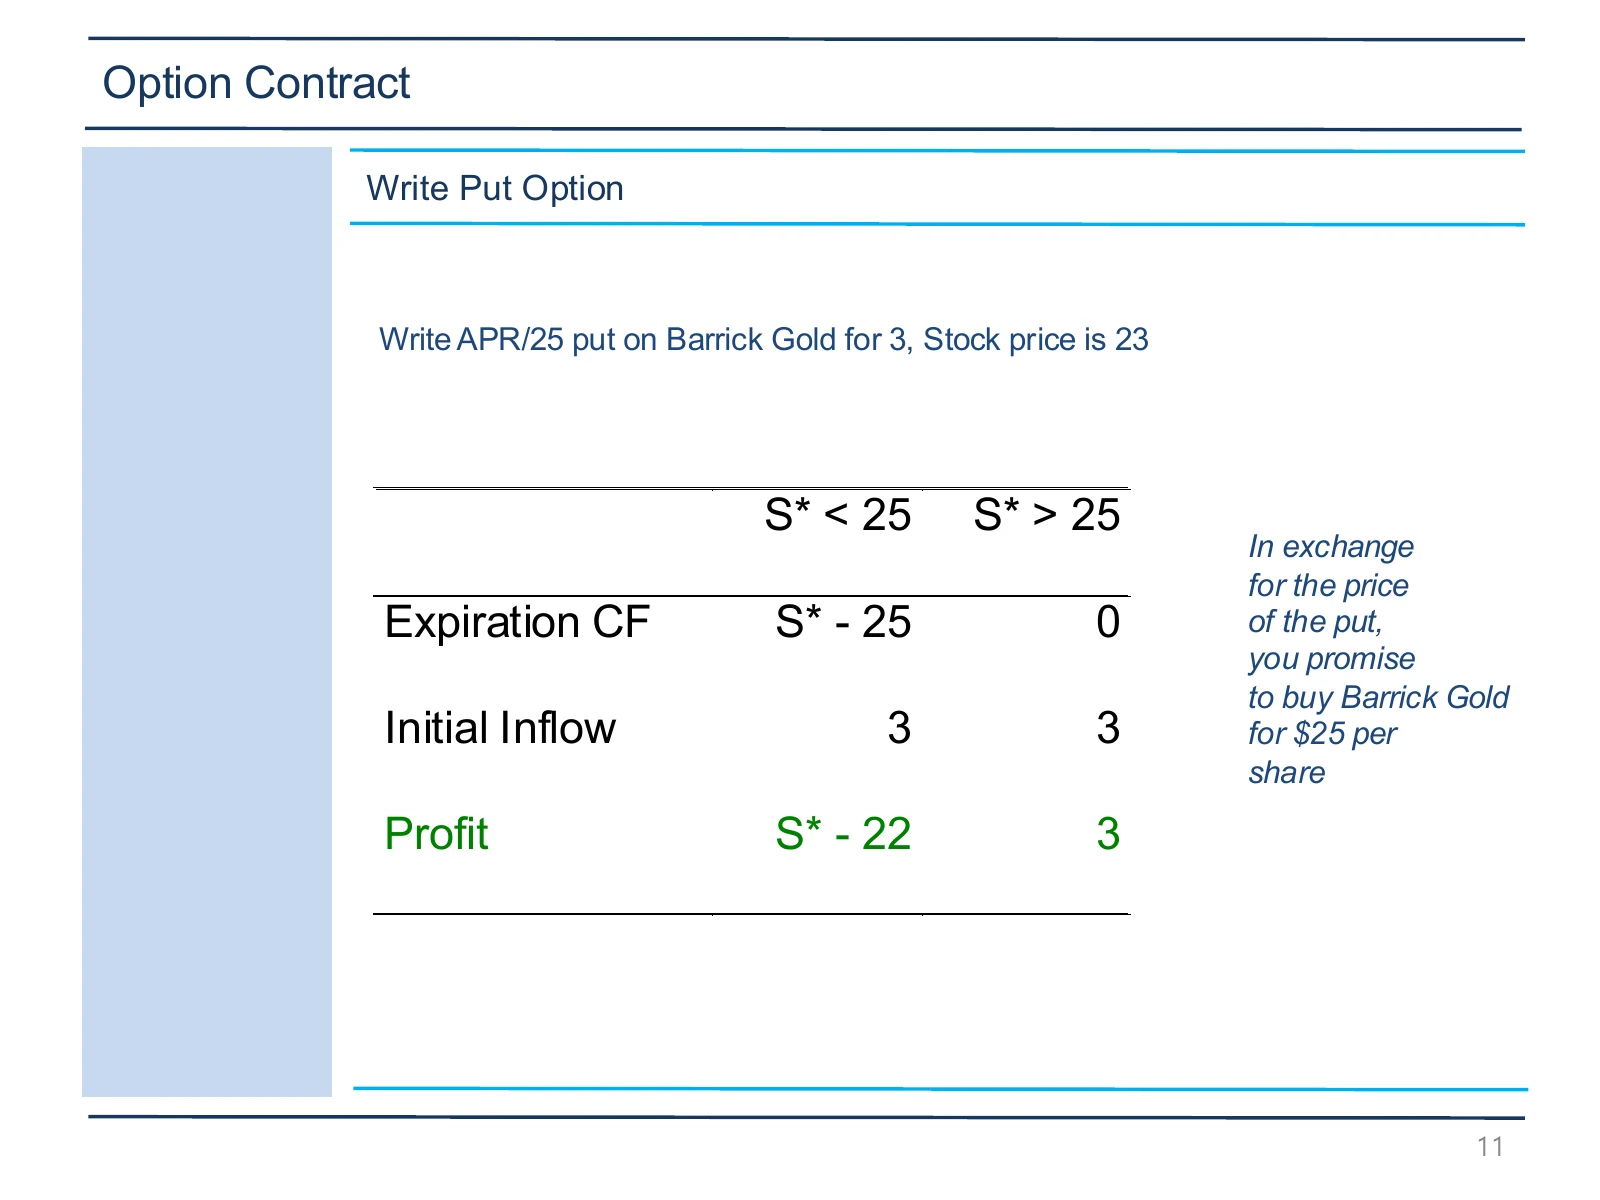 Option Contract
Write Put Option
Write APR/25 put on Barrick Gold for 3, Stock price is 23
S* < 25 S* > 25
Expiration CF S* - 25 0
Initial Inflow 3 3
Profit S* - 22 3
In exchange
for the price
of the put,
you promise
to buy Barrick Gold
for $25 per
share
11